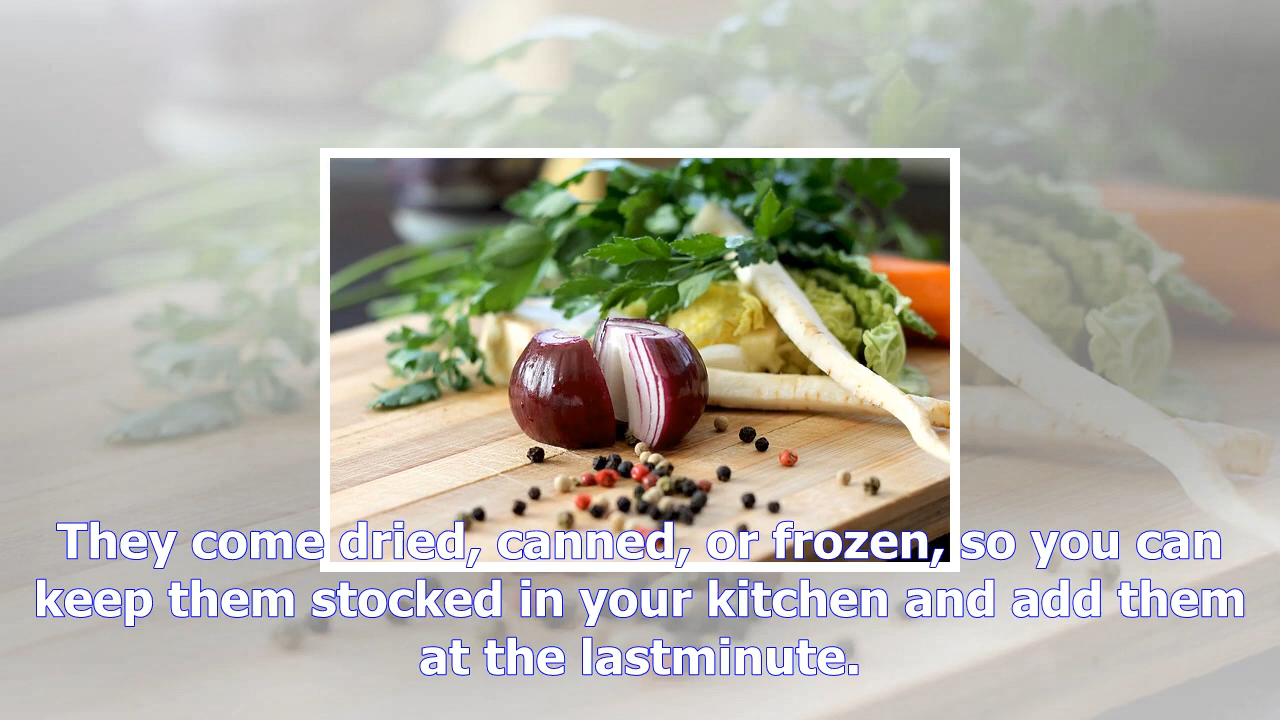 They come dried, canned, or frozen, so you can
keep them stocked in your kitchen and add them
at the lastminute.